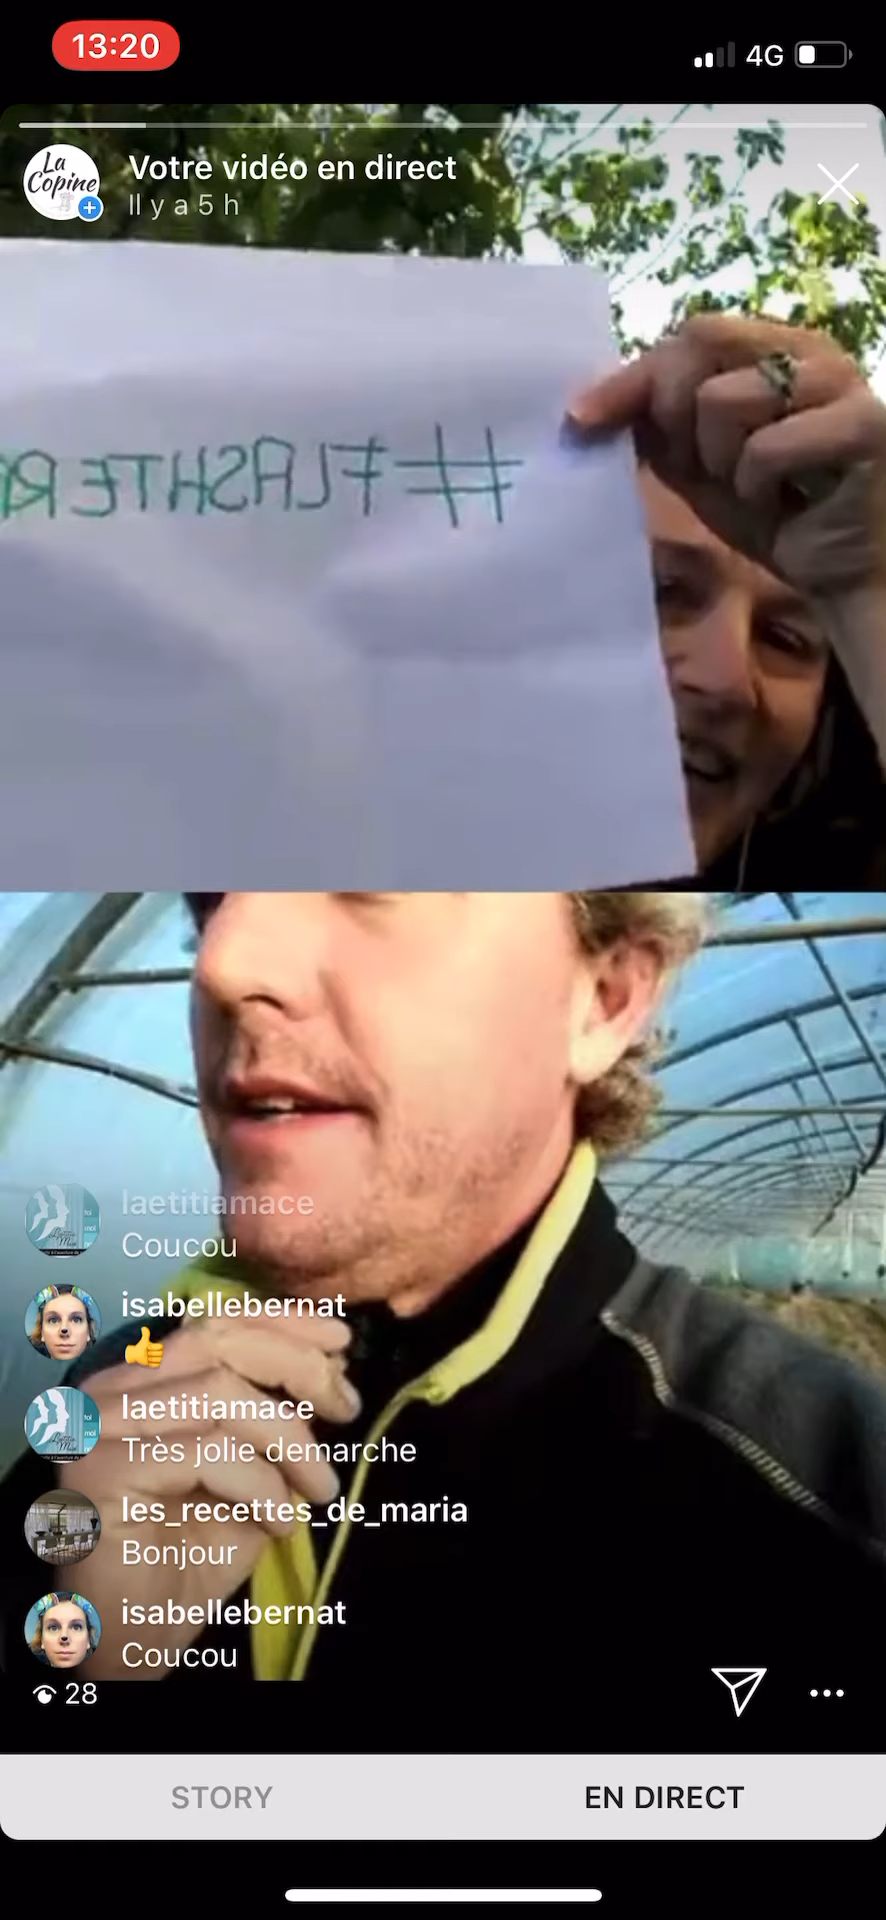 13:20
4G
La
Copine
Votre vidéo en direct
Il y a 5 h
#FLASHTER
laetitiamace
Coucou
isabellebernat
👍
laetitiamace
Très jolie demarche
les_recettes_de_maria
Bonjour
isabellebernat
Coucou
28
STORY
EN DIRECT